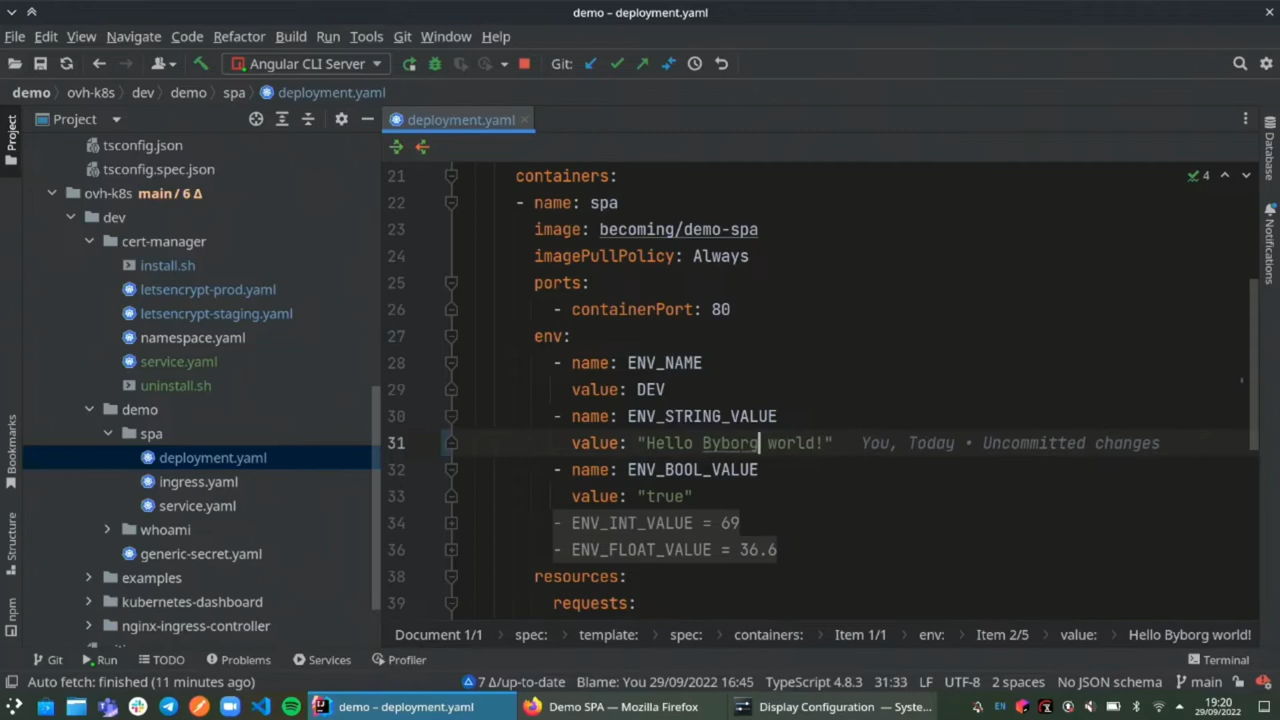 demo – deployment.yaml
File Edit View Navigate Code Refactor Build Run Tools Git Window Help
Angular CLI Server Git:
demo ovh-k8s dev demo spa deployment.yaml
Project
Project
deployment.yaml
Database
Notifications
Bookmarks
Structure
npm
tsconfig.json
tsconfig.spec.json
ovh-k8s main / 6 Δ
dev
cert-manager
install.sh
letsencrypt-prod.yaml
letsencrypt-staging.yaml
namespace.yaml
service.yaml
uninstall.sh
demo
spa
deployment.yaml
ingress.yaml
service.yaml
whoami
generic-secret.yaml
examples
kubernetes-dashboard
nginx-ingress-controller
4
21 containers:
22 - name: spa
23 image: becoming/demo-spa
24 imagePullPolicy: Always
25 ports:
26 - containerPort: 80
27 env:
28 - name: ENV_NAME
29 value: DEV
30 - name: ENV_STRING_VALUE
31 value: "Hello Byborg world!" You, Today • Uncommitted changes
32 - name: ENV_BOOL_VALUE
33 value: "true"
34 - ENV_INT_VALUE = 69
36 - ENV_FLOAT_VALUE = 36.6
38 resources:
39 requests:
Document 1/1 spec: template: spec: containers: Item 1/1 env: Item 2/5 value: Hello Byborg world!
Git Run TODO Problems Services Profiler Terminal
Auto fetch: finished (11 minutes ago) 7 Δ/up-to-date Blame: You 29/09/2022 16:45 TypeScript 4.8.3 31:33 LF UTF-8 2 spaces No JSON schema main
demo – deployment.yaml Demo SPA — Mozilla Firefox Display Configuration — Syste... EN 19:20
29/09/2022